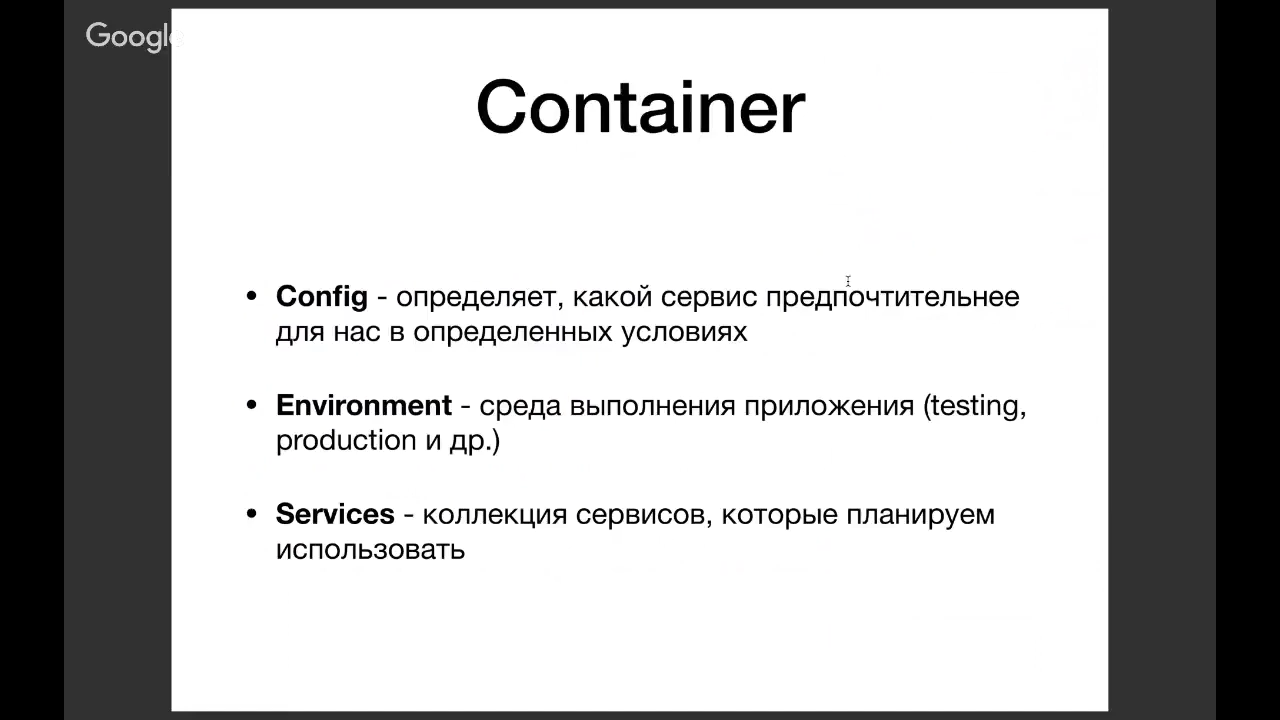 Google
Container
• Config - определяет, какой сервис предпочтительнее
для нас в определенных условиях
• Environment - среда выполнения приложения (testing,
production и др.)
• Services - коллекция сервисов, которые планируем
использовать